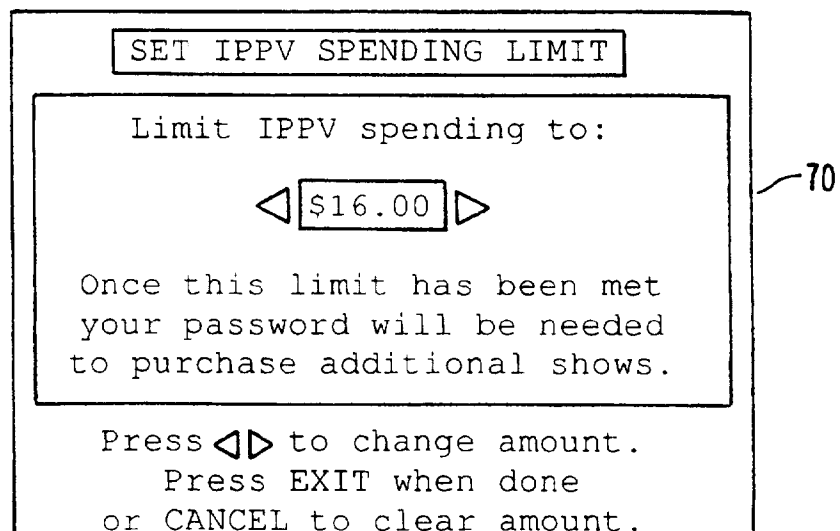 SET IPPV SPENDING LIMIT
Limit IPPV spending to:
$16.00
70
Once this limit has been met
your password will be needed
to purchase additional shows.
Press ◁▷ to change amount.
Press EXIT when done
or CANCEL to clear amount.